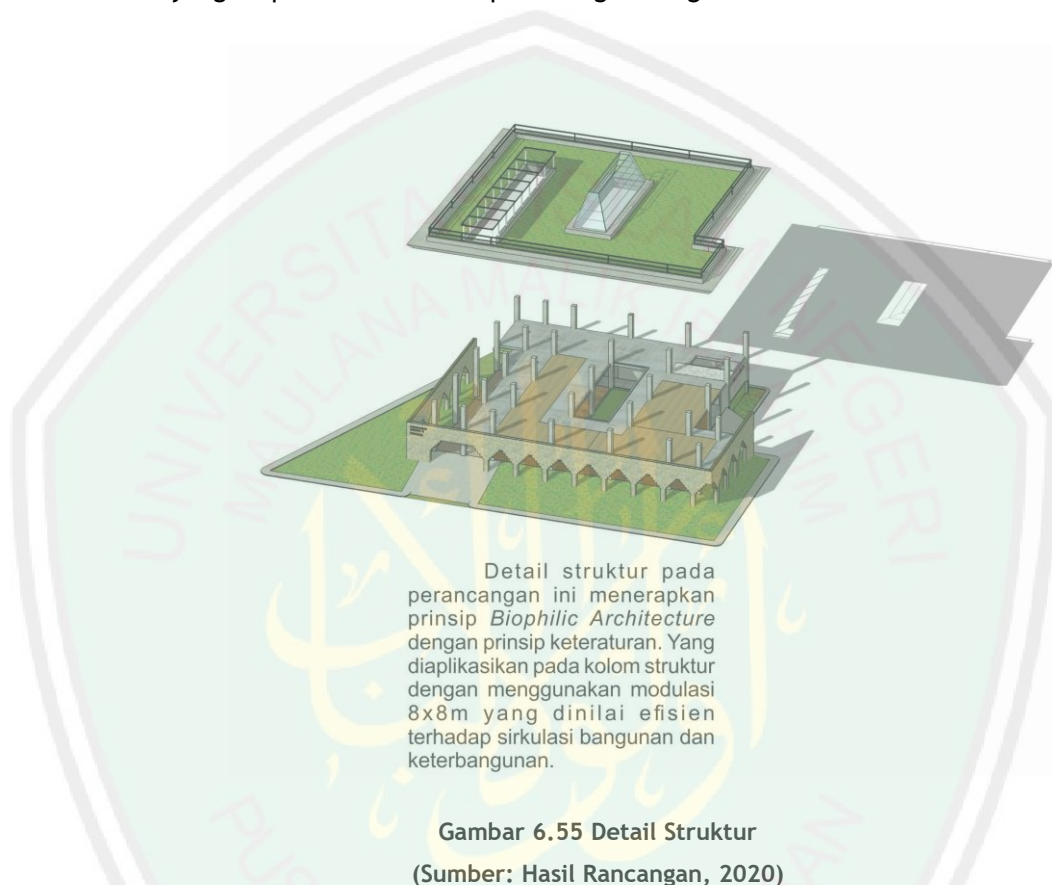 Detail struktur pada
perancangan ini menerapkan
prinsip Biophilic Architecture
dengan prinsip keteraturan. Yang
diaplikasikan pada kolom struktur
dengan menggunakan modulasi
8x8m yang dinilai efisien
terhadap sirkulasi bangunan dan
keterbangunan.
Gambar 6.55 Detail Struktur
(Sumber: Hasil Rancangan, 2020)